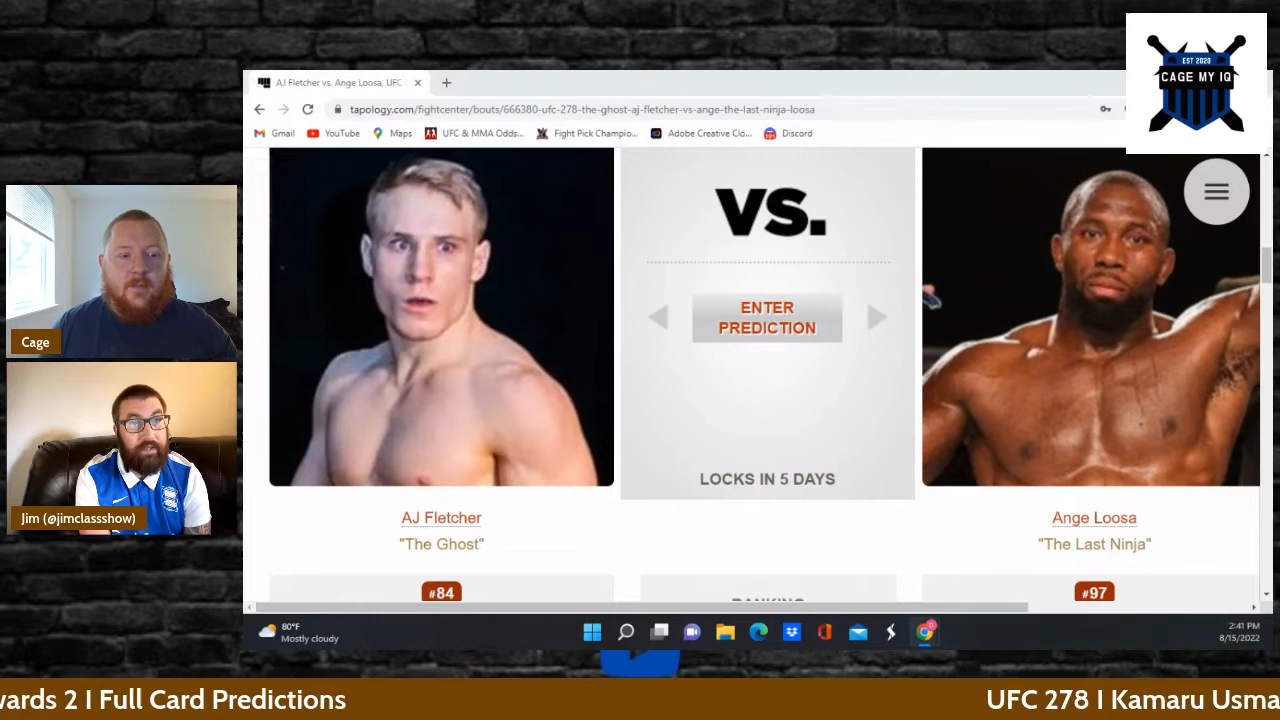 EST 2020
CAGE MY IQ
AJ Fletcher vs. Ange Loosa, UFC
tapology.com/fightcenter/bouts/666380-ufc-278-the-ghost-aj-fletcher-vs-ange-the-last-ninja-loosa
Gmail YouTube Maps UFC & MMA Odds... Fight Pick Champio... Adobe Creative Clo... Discord
VS.
ENTER
PREDICTION
LOCKS IN 5 DAYS
Cage
Jim (@jimclassshow)
AJ Fletcher
"The Ghost"
Ange Loosa
"The Last Ninja"
#84
RANKING
#97
80°F
Mostly cloudy
2:41 PM
8/15/2022
wards 2 I Full Card Predictions
UFC 278 I Kamaru Usma